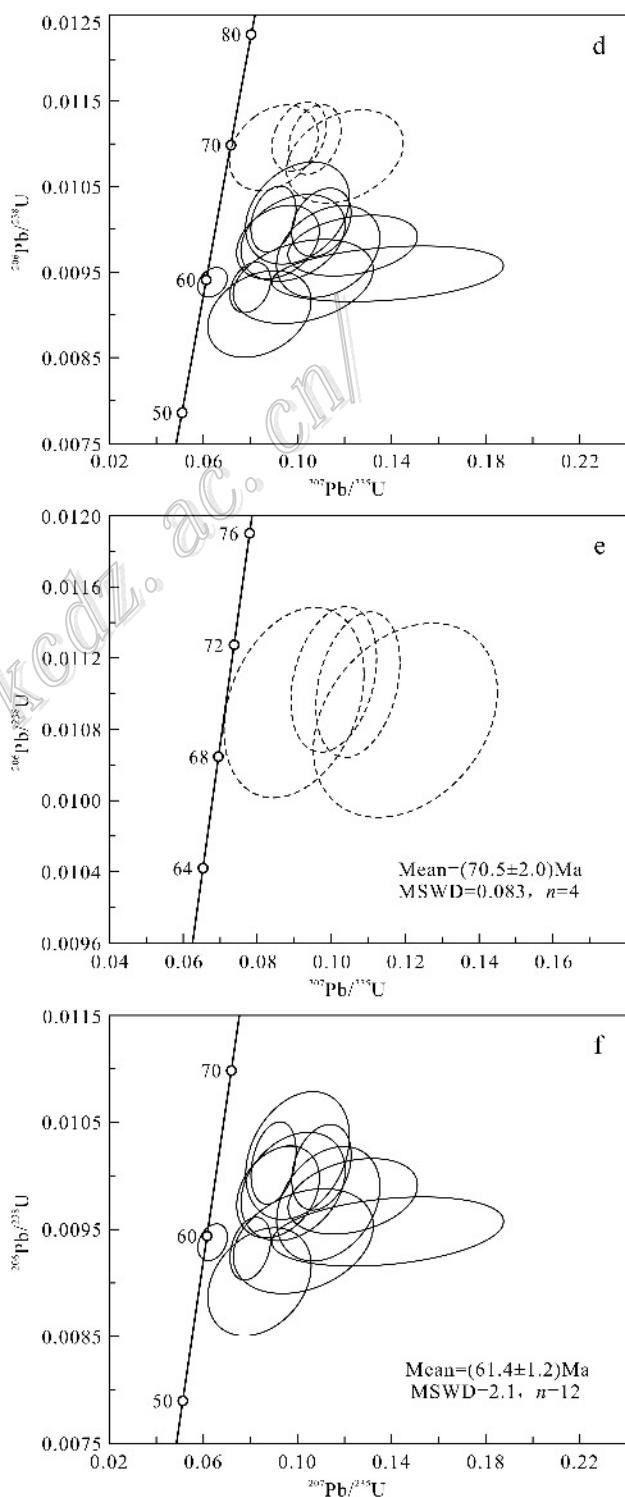 d
0.0125
0.0115
0.0105
0.0095
0.0085
0.0075
80
70
60
50
²⁰⁶Pb/²³⁸U
0.02 0.06 0.10 0.14 0.18 0.22
²⁰⁷Pb/²³⁵U
e
0.0120
0.0116
0.0112
0.0108
0.0100
0.0104
0.0096
76
72
68
64
²⁰⁶Pb/²³⁸U
Mean=(70.5±2.0)Ma
MSWD=0.083, n=4
0.04 0.06 0.08 0.10 0.12 0.14 0.16
²⁰⁷Pb/²³⁵U
f
0.0115
0.0105
0.0095
0.0085
0.0075
70
60
50
²⁰⁶Pb/²³⁸U
Mean=(61.4±1.2)Ma
MSWD=2.1, n=12
0.02 0.06 0.10 0.14 0.18 0.22
²⁰⁷Pb/²³⁵U
kcdz.ac.cn/